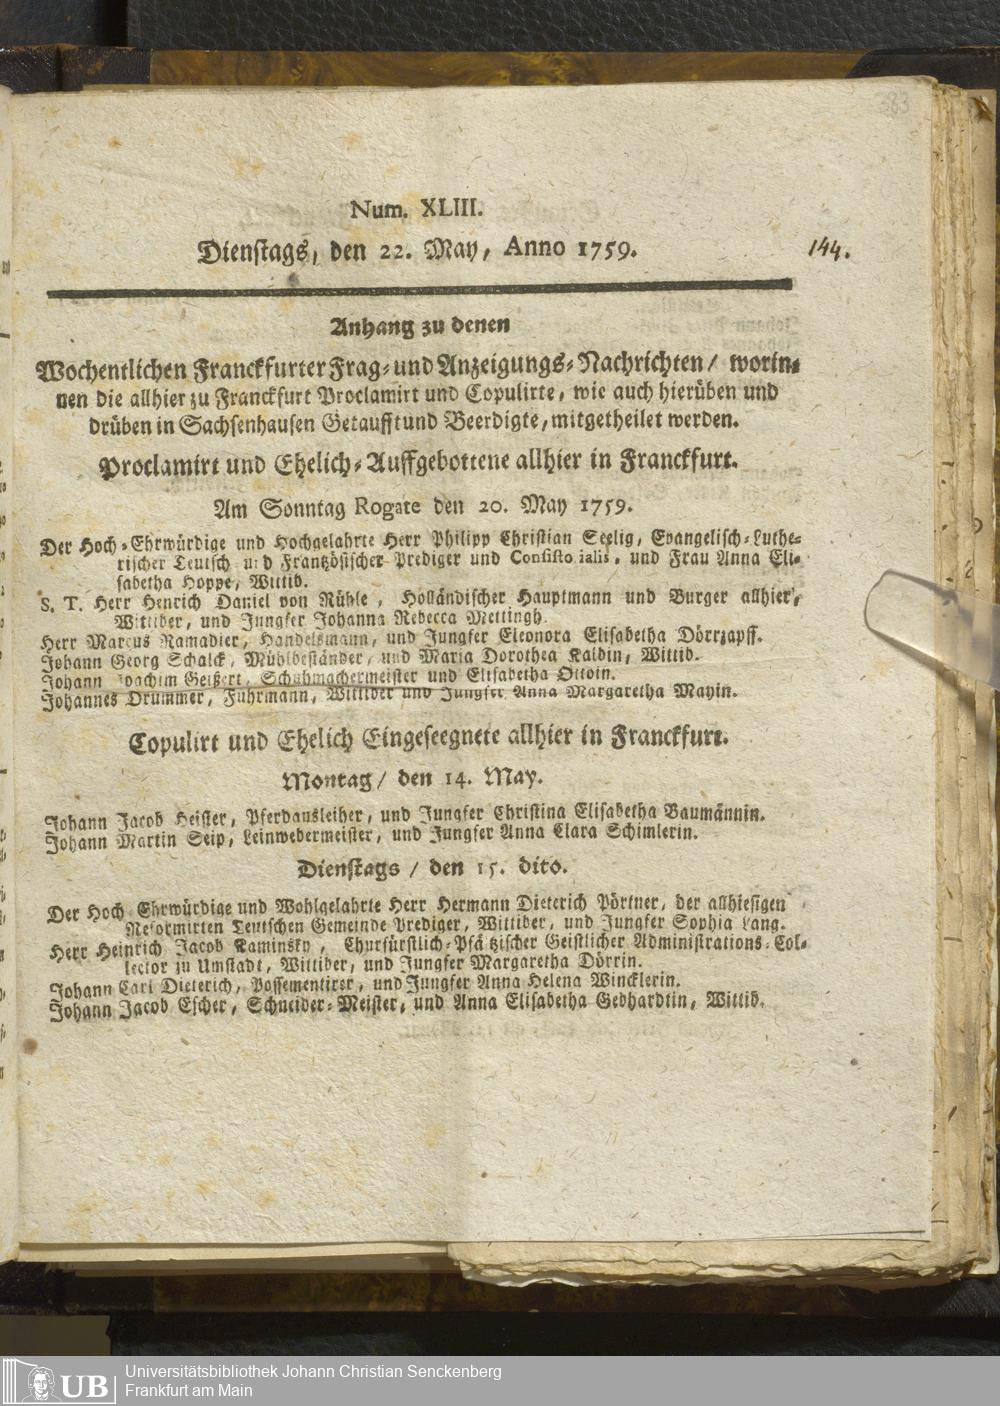 383
Num. XLIII.
Dienstags, den 22. May, Anno 1759.
144.
Anhang zu denen
Wochentlichen Franckfurter Frag- und Anzeigungs-Nachrichten / worin-
nen die allhier zu Franckfurt Proclamirt und Copulirte, wie auch hierüben und
drüben in Sachsenhausen Getaufft und Beerdigte, mitgetheilet werden.
Proclamirt und Ehelich-Auffgebottene allhier in Franckfurt.
Am Sonntag Rogate den 20. May 1759.
Der Hoch-Ehrwürdige und Hochgelahrte Herr Philipp Christian Seelig, Evangelisch-Luthe-
rischer Teutsch und Frantzösischer Prediger und Consistorialis, und Frau Anna Eli-
sabetha Hoppe, Wittib.
S. T. Herr Henrich Daniel von Rühle, Holländischer Hauptmann und Burger allhier,
Wittiber, und Jungfer Johanna Rebecca Mettingh.
Herr Marcus Ramadier, Handelsmann, und Jungfer Eleonora Elisabetha Dörrzapff.
Johann Georg Schalck, Mühlbeständer, und Maria Dorothea Kaldin, Wittib.
Johann Joachim Geißert, Schuhmachermeister und Elisabetha Ottoin.
Johannes Drummer, Fuhrmann, Wittiber und Jungfer Anna Margaretha Mayin.
Copulirt und Ehelich Eingeseegnete allhier in Franckfurt.
Montag / den 14. May.
Johann Jacob Heister, Pferdausleiher, und Jungfer Christina Elisabetha Baumännin.
Johann Martin Seip, Leinwebermeister, und Jungfer Anna Clara Schimlerin.
Dienstags / den 15. dito.
Der Hoch Ehrwürdige und Wohlgelahrte Herr Hermann Dieterich Pörtner, der allhiesigen
Reformirten Teutschen Gemeinde Prediger, Wittiber, und Jungfer Sophia Lang.
Herr Heinrich Jacob Kaminsky, Churfürstlich-Pfältzischer Geistlicher Administrations-Col-
lector zu Umstadt, Wittiber, und Jungfer Margaretha Dörrin.
Johann Carl Dieterich, Possementirer, und Jungfer Anna Helena Wincklerin.
Johann Jacob Escher, Schneider-Meister, und Anna Elisabetha Gebhardtin, Wittib.
UB
Universitätsbibliothek Johann Christian Senckenberg
Frankfurt am Main